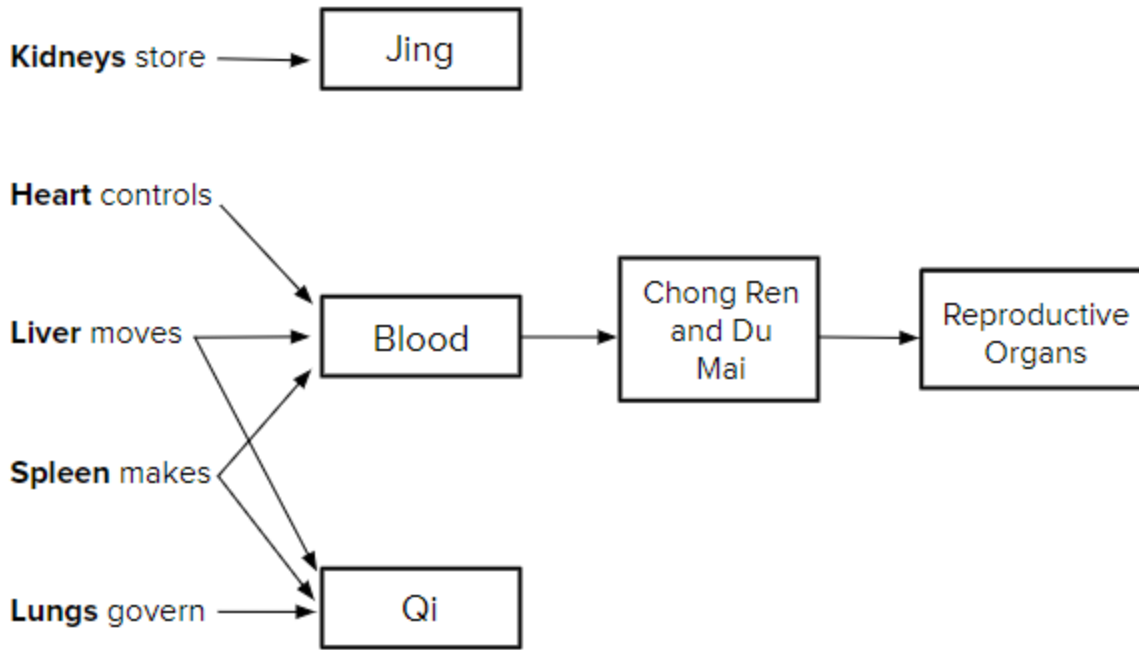 Kidneys store
Jing
Heart controls
Liver moves
Blood
Chong Ren
and Du
Mai
Reproductive
Organs
Spleen makes
Lungs govern
Qi